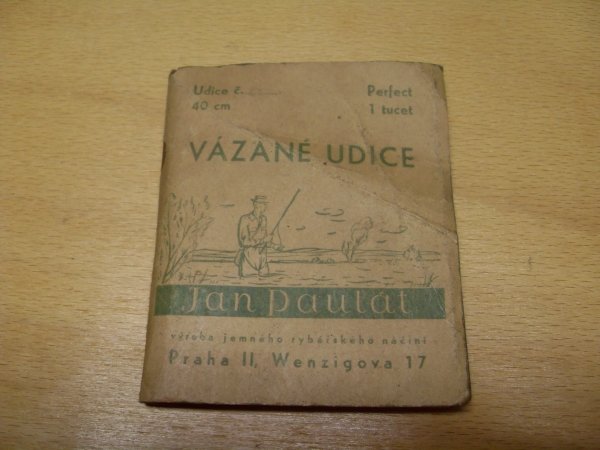 Udice č.
Perfect
40 cm
1 tucet
VÁZANÉ UDICE
Jan Paulát
výroba jemného rybářského náčiní
Praha II, Wenzigova 17